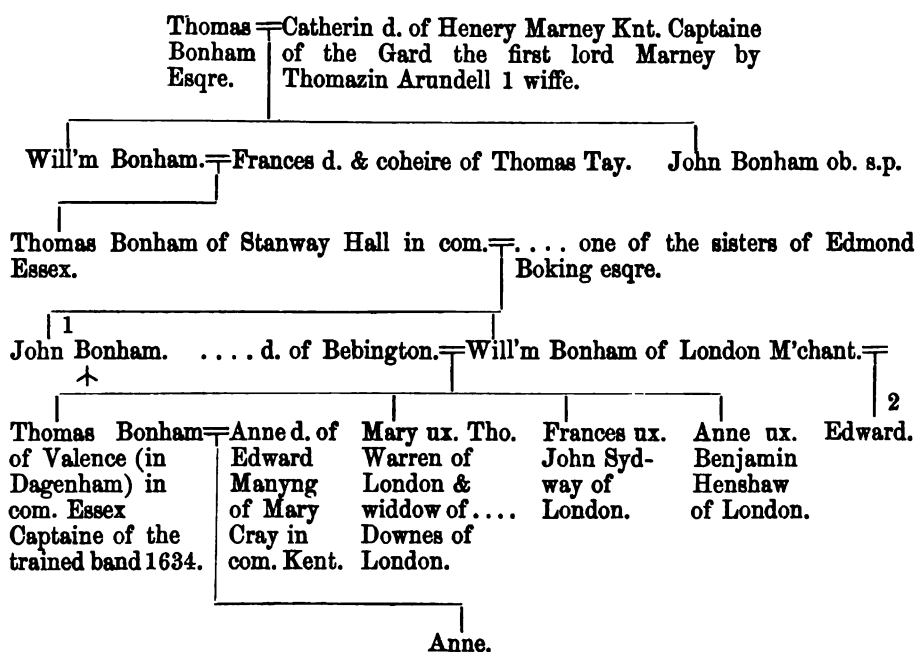 Thomas Bonham Esqre.
Catherin d. of Henery Marney Knt. Captaine
of the Gard the first lord Marney by
Thomazin Arundell 1 wiffe.
Will'm Bonham. Frances d. & coheire of Thomas Tay. John Bonham ob. s.p.
Thomas Bonham of Stanway Hall in com.
Essex.
.... one of the sisters of Edmond
Boking esqre.
1
John Bonham. .... d. of Bebington. Will'm Bonham of London M'chant.
Thomas Bonham
of Valence (in
Dagenham) in
com. Essex
Captaine of the
trained band 1634.
Anne d. of
Edward
Manyng
of Mary
Cray in
com. Kent.
Mary ux. Tho.
Warren of
London &
widdow of ....
Downes of
London.
Frances ux.
John Syd-
way of
London.
Anne ux.
Benjamin
Henshaw
of London.
2
Edward.
Anne.